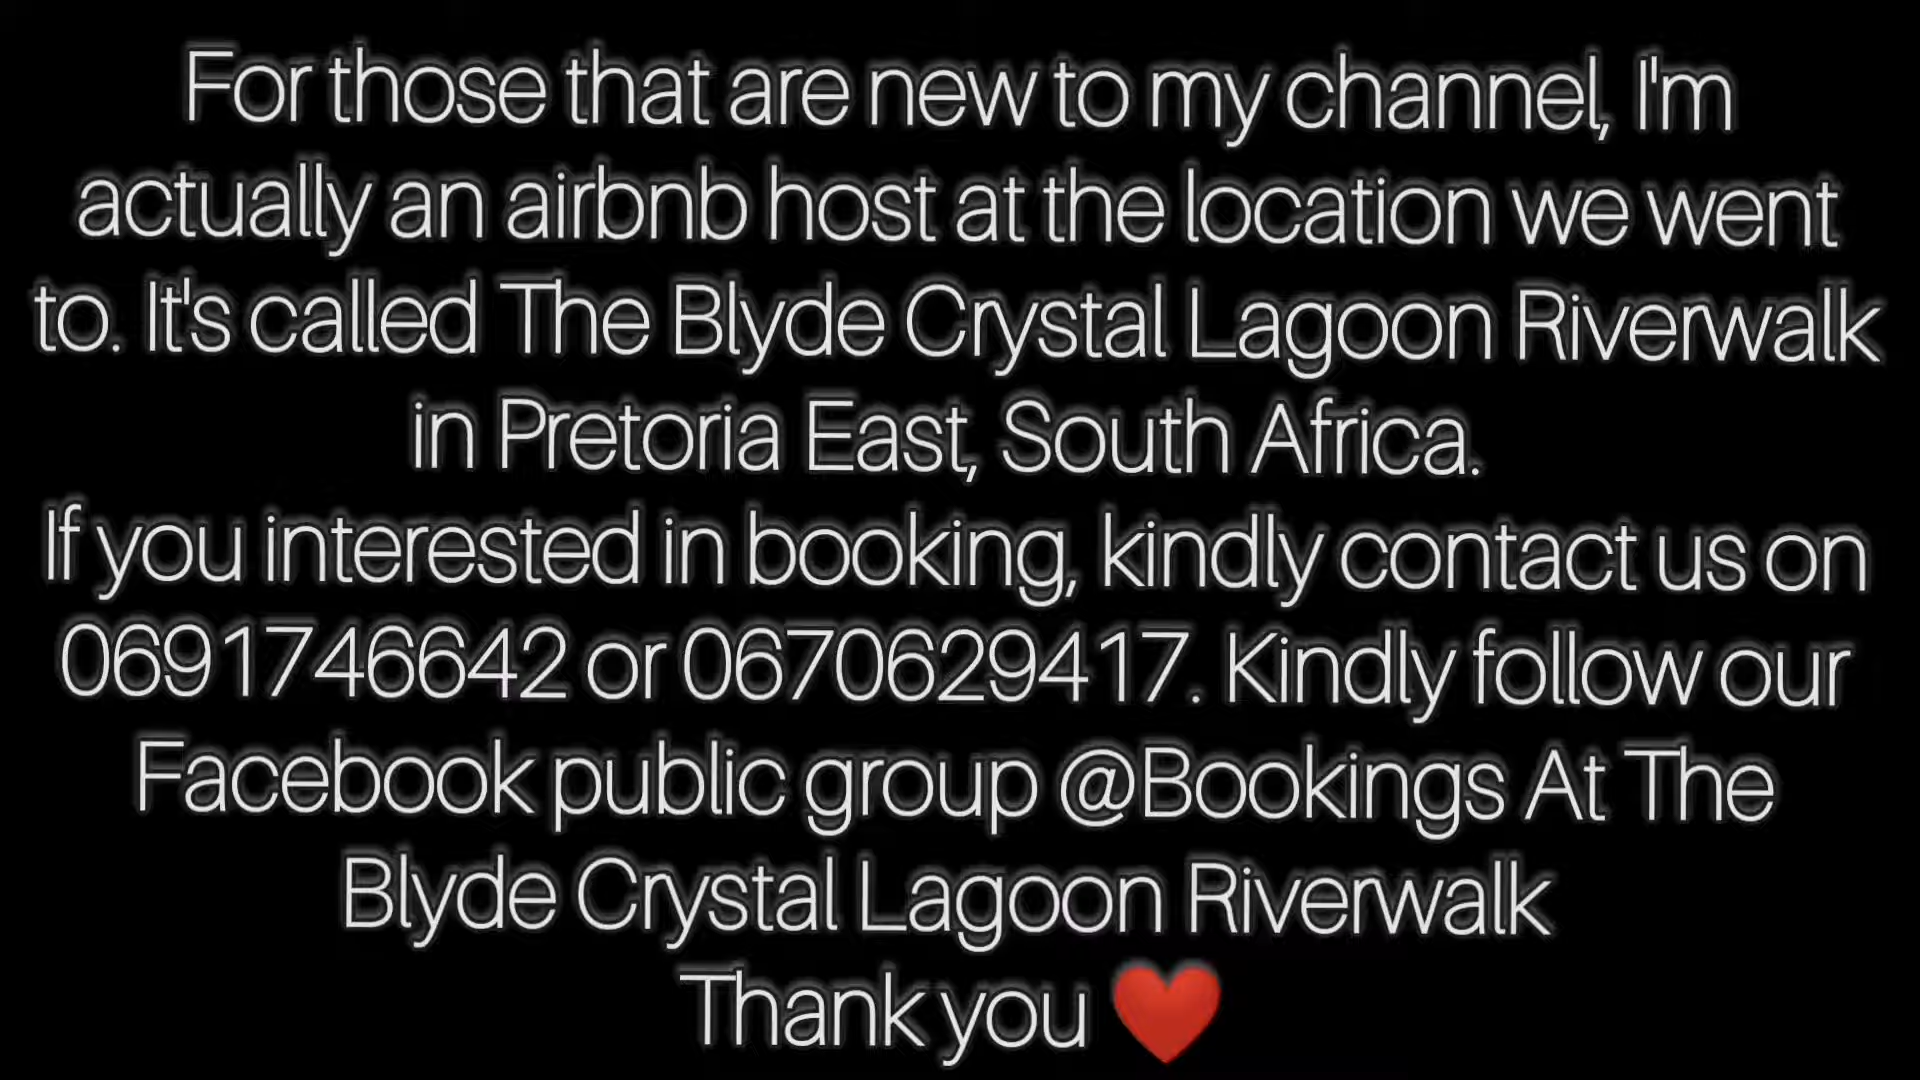 For those that are new to my channel, I'm
actually an airbnb host at the location we went
to. It's called The Blyde Crystal Lagoon Riverwalk
in Pretoria East, South Africa.
If you interested in booking, kindly contact us on
0691746642 or 0670629417. Kindly follow our
Facebook public group @Bookings At The
Blyde Crystal Lagoon Riverwalk
Thank you ❤️